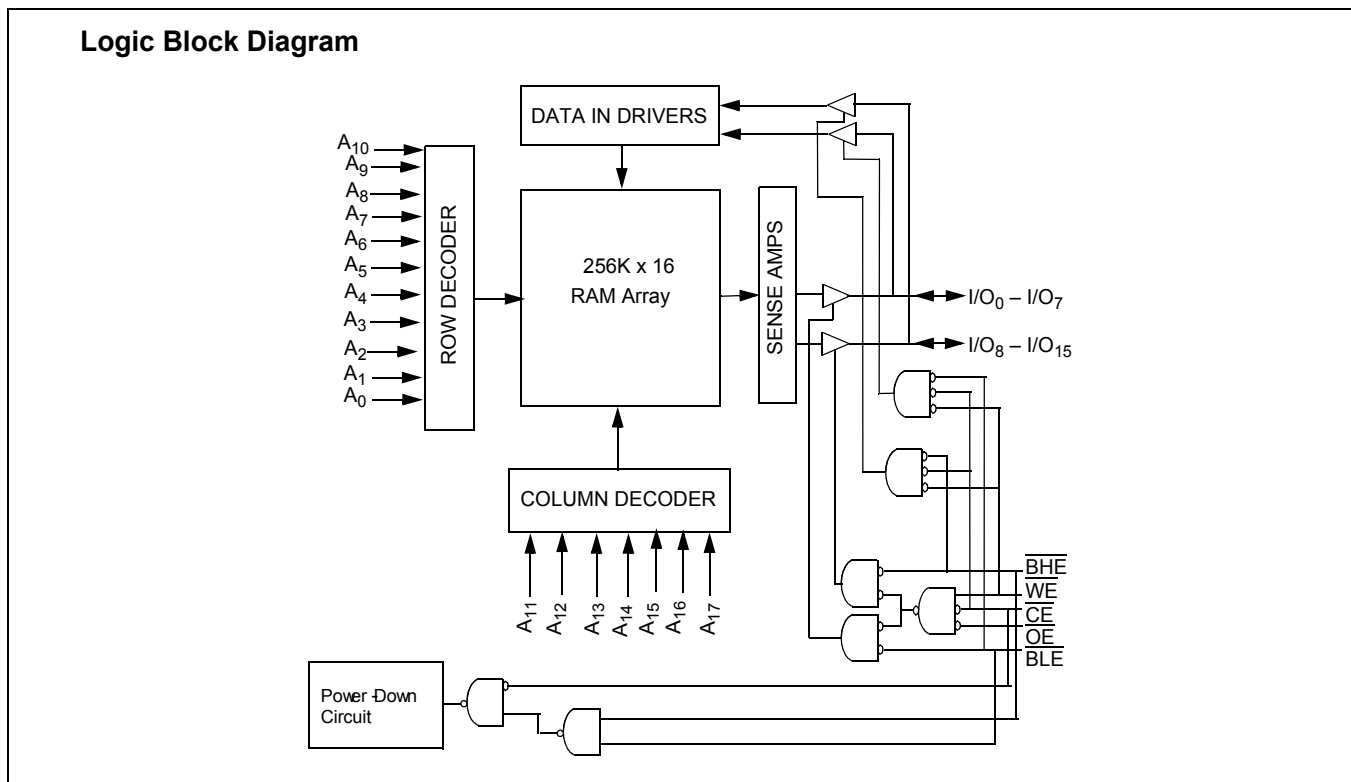 Logic Block Diagram
DATA IN DRIVERS
A10
A9
A8
A7
A6
A5
A4
A3
A2
A1
A0
ROW DECODER
256K x 16
RAM Array
SENSE AMPS
I/O0 – I/O7
I/O8 – I/O15
COLUMN DECODER
A11
A12
A13
A14
A15
A16
A17
BHE
WE
CE
OE
BLE
Power -Down
Circuit